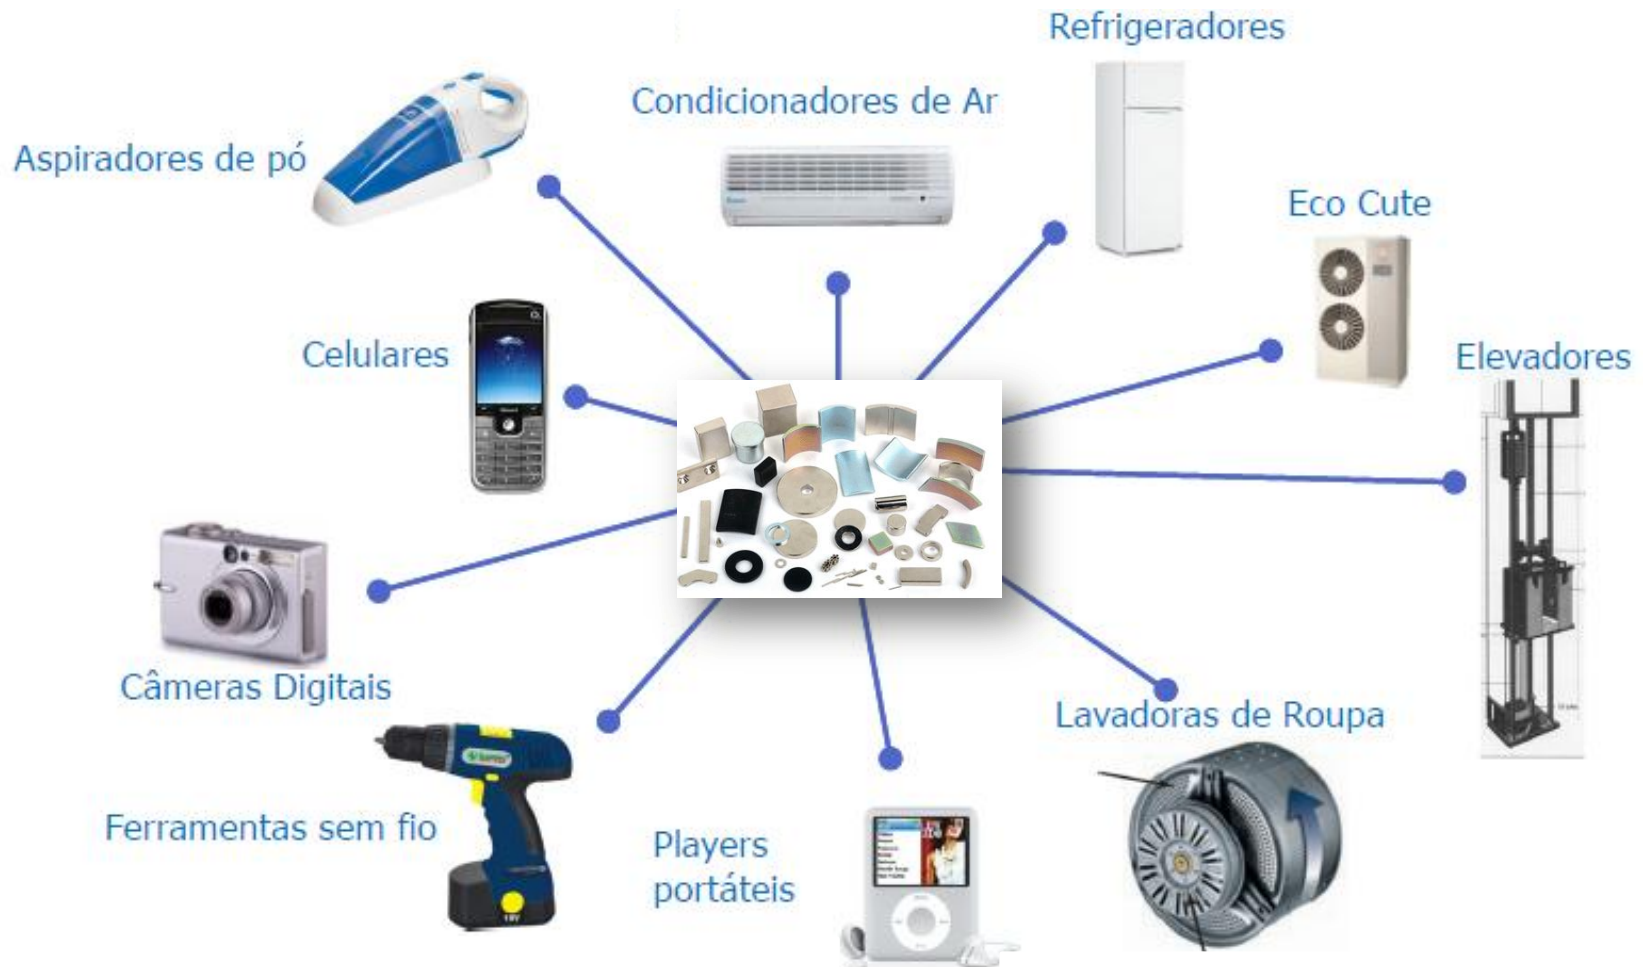 Refrigeradores
Condicionadores de Ar
Aspiradores de pó
Eco Cute
Celulares
Elevadores
Câmeras Digitais
Lavadoras de Roupa
Ferramentas sem fio
Players
portáteis